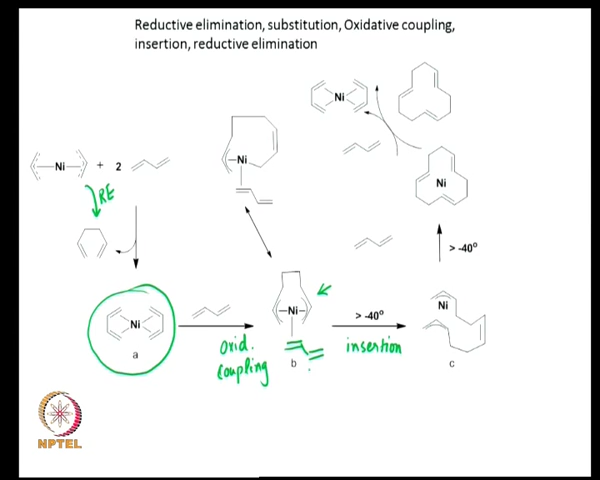 Reductive elimination, substitution, Oxidative coupling,
insertion, reductive elimination
Ni
Ni
Ni + 2
RE
Ni
> -40°
Ni
a
oxid.
coupling
Ni
b
> -40°
insertion
Ni
c
NPTEL